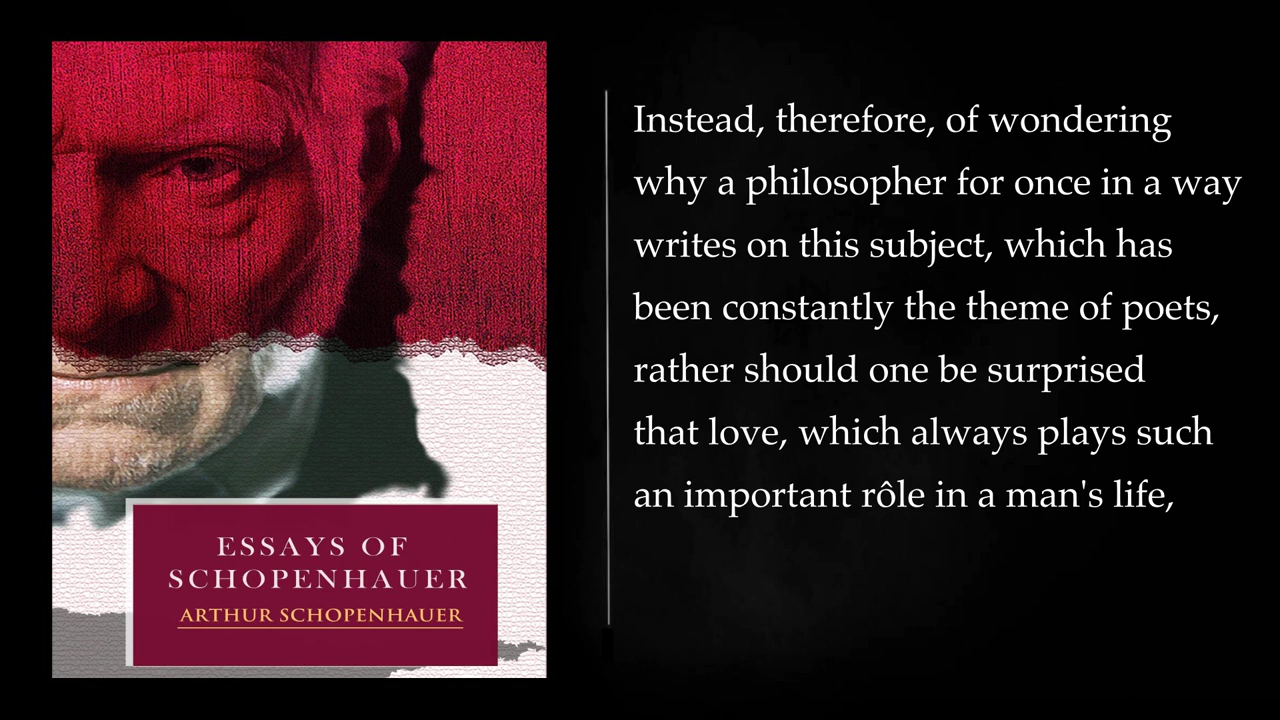 ESSAYS OF
SCHOPENHAUER
ARTHUR SCHOPENHAUER
Instead, therefore, of wondering
why a philosopher for once in a way
writes on this subject, which has
been constantly the theme of poets,
rather should one be surprised
that love, which always plays such
an important rôle in a man's life,